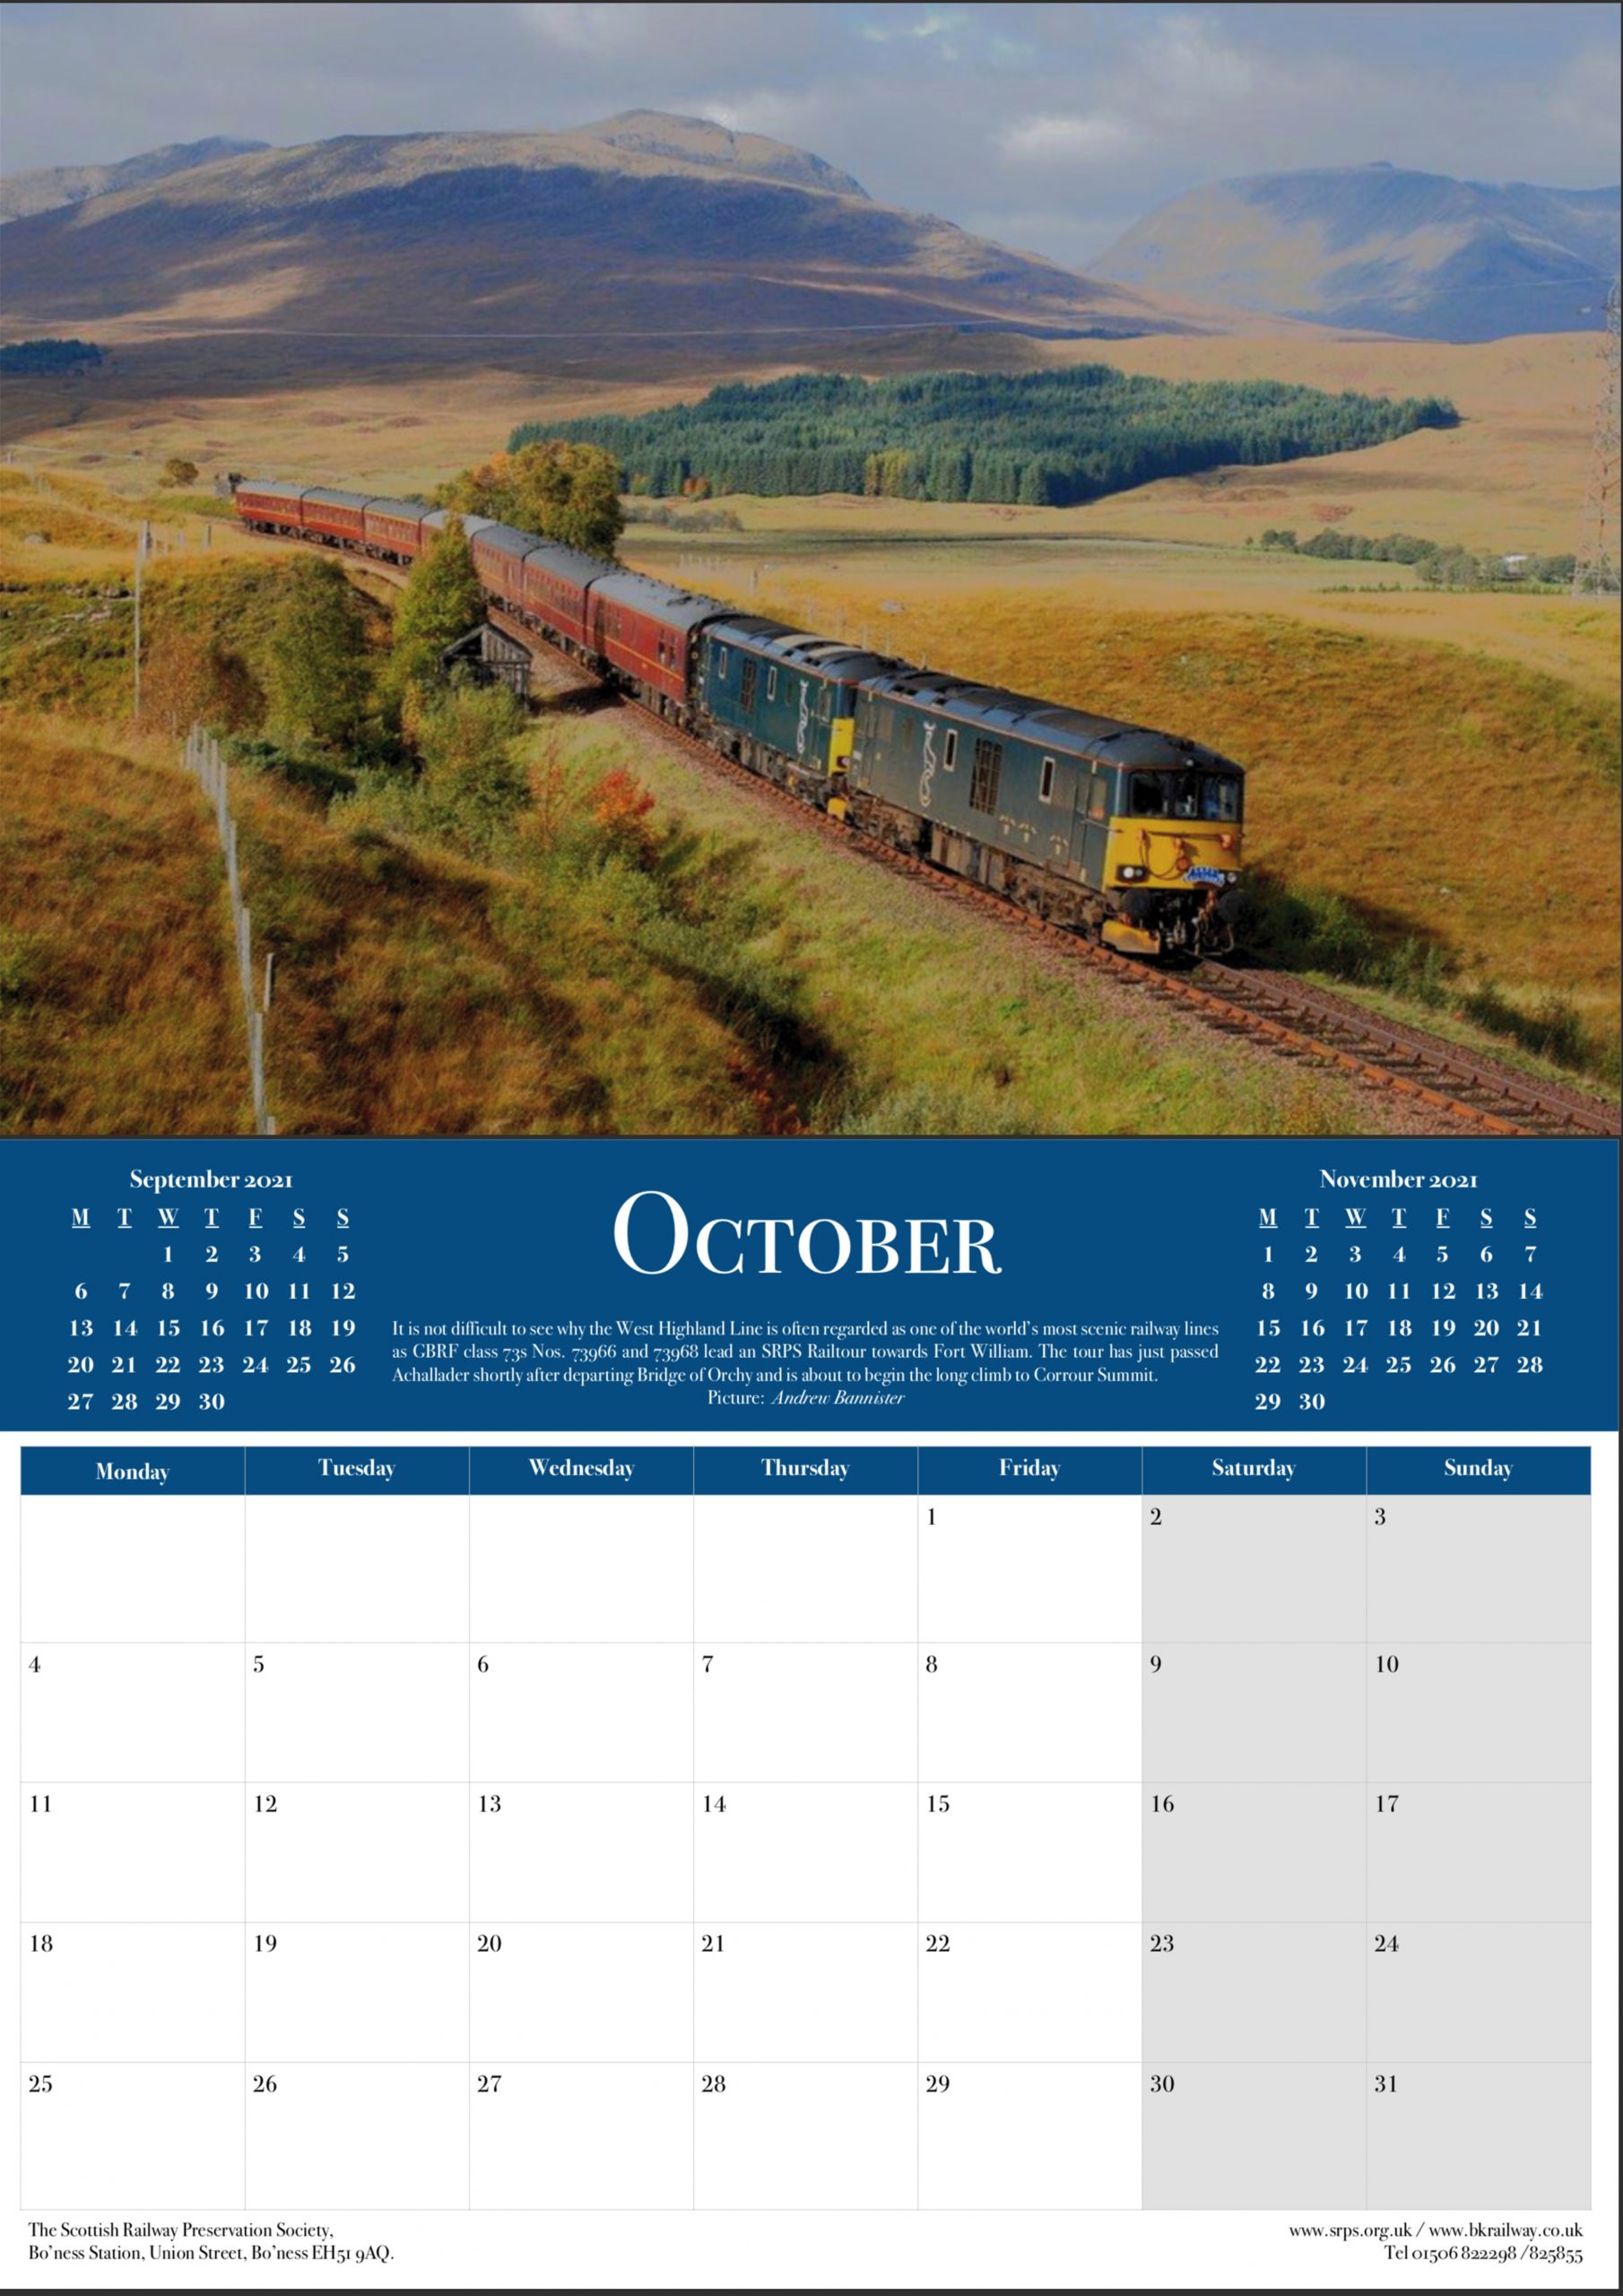 September 2021
M T W T F S S
1 2 3 4 5
6 7 8 9 10 11 12
13 14 15 16 17 18 19
20 21 22 23 24 25 26
27 28 29 30
OCTOBER
It is not difficult to see why the West Highland Line is often regarded as one of the world's most scenic railway lines
as GBRF class 73s Nos. 73966 and 73968 lead an SRPS Railtour towards Fort William. The tour has just passed
Achallader shortly after departing Bridge of Orchy and is about to begin the long climb to Corrour Summit.
Picture: Andrew Bannister
November 2021
M T W T F S S
1 2 3 4 5 6 7
8 9 10 11 12 13 14
15 16 17 18 19 20 21
22 23 24 25 26 27 28
29 30
Monday Tuesday Wednesday Thursday Friday Saturday Sunday
1 2 3
4 5 6 7 8 9 10
11 12 13 14 15 16 17
18 19 20 21 22 23 24
25 26 27 28 29 30 31
The Scottish Railway Preservation Society,
Bo'ness Station, Union Street, Bo'ness EH51 9AQ.
www.srps.org.uk / www.bkrailway.co.uk
Tel 01506 822298 /825855